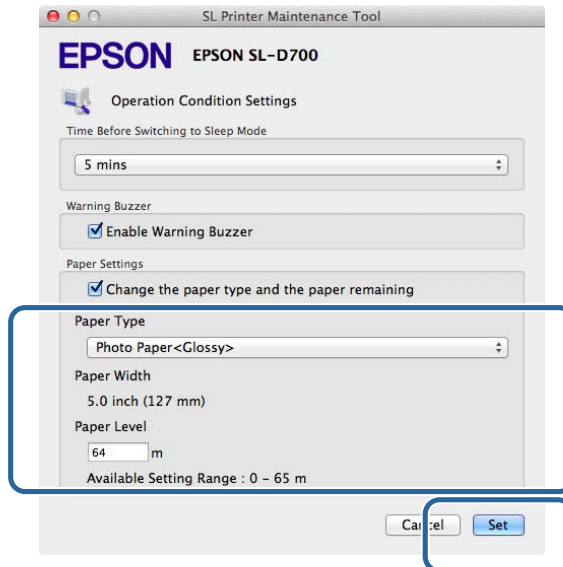 SL Printer Maintenance Tool
EPSON EPSON SL-D700
Operation Condition Settings
Time Before Switching to Sleep Mode
5 mins
Warning Buzzer
Enable Warning Buzzer
Paper Settings
Change the paper type and the paper remaining
Paper Type
Photo Paper<Glossy>
Paper Width
5.0 inch (127 mm)
Paper Level
64 m
Available Setting Range : 0 - 65 m
Cancel Set